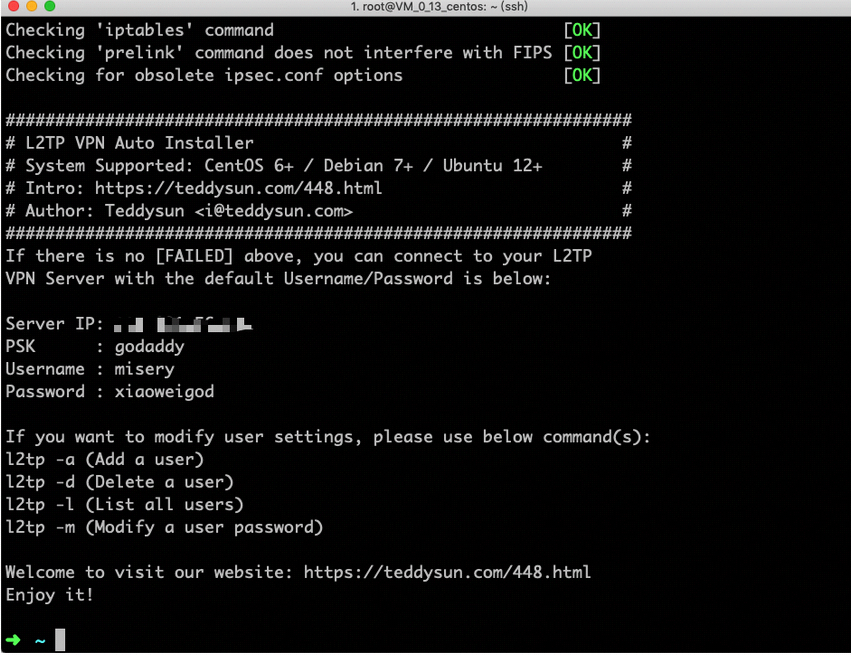 1. root@VM_0_13_centos: ~ (ssh)
Checking 'iptables' command [OK]
Checking 'prelink' command does not interfere with FIPS [OK]
Checking for obsolete ipsec.conf options [OK]
###############################################################
# L2TP VPN Auto Installer #
# System Supported: CentOS 6+ / Debian 7+ / Ubuntu 12+ #
# Intro: https://teddysun.com/448.html #
# Author: Teddysun <i@teddysun.com> #
###############################################################
If there is no [FAILED] above, you can connect to your L2TP
VPN Server with the default Username/Password is below:
Server IP:
PSK : godaddy
Username : misery
Password : xiaoweigod
If you want to modify user settings, please use below command(s):
l2tp -a (Add a user)
l2tp -d (Delete a user)
l2tp -l (List all users)
l2tp -m (Modify a user password)
Welcome to visit our website: https://teddysun.com/448.html
Enjoy it!
➜ ~